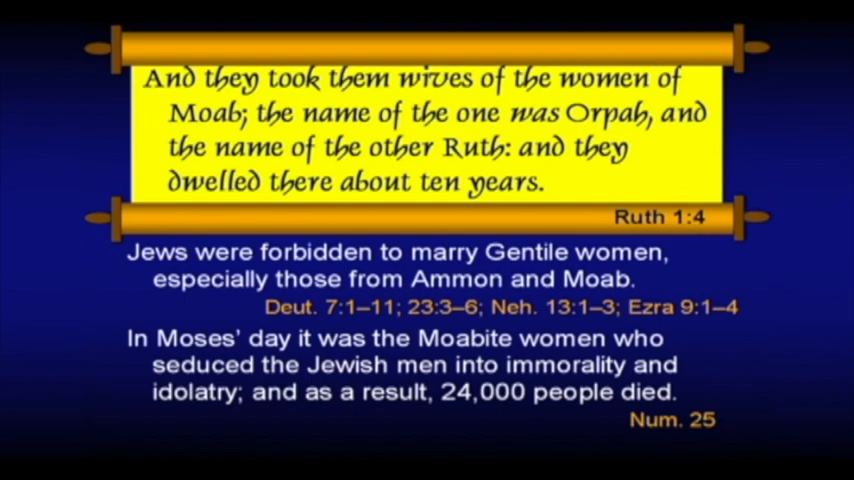 And they took them wives of the women of
Moab; the name of the one was Orpah, and
the name of the other Ruth: and they
dwelled there about ten years.
Ruth 1:4
Jews were forbidden to marry Gentile women,
especially those from Ammon and Moab.
Deut. 7:1–11; 23:3–6; Neh. 13:1–3; Ezra 9:1–4
In Moses’ day it was the Moabite women who
seduced the Jewish men into immorality and
idolatry; and as a result, 24,000 people died.
Num. 25